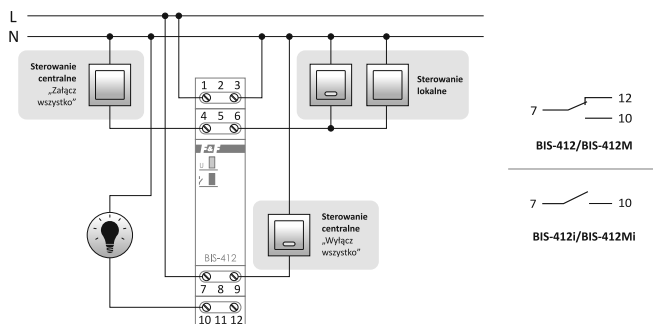 L
N
Sterowanie
centralne
„Załącz
wszystko”
1 2 3
4 5 6
F&F
U
BIS-412
7 8 9
10 11 12
Sterowanie
lokalne
Sterowanie
centralne
„Wyłącz
wszystko”
7 12
10
BIS-412/BIS-412M
7 10
BIS-412i/BIS-412Mi